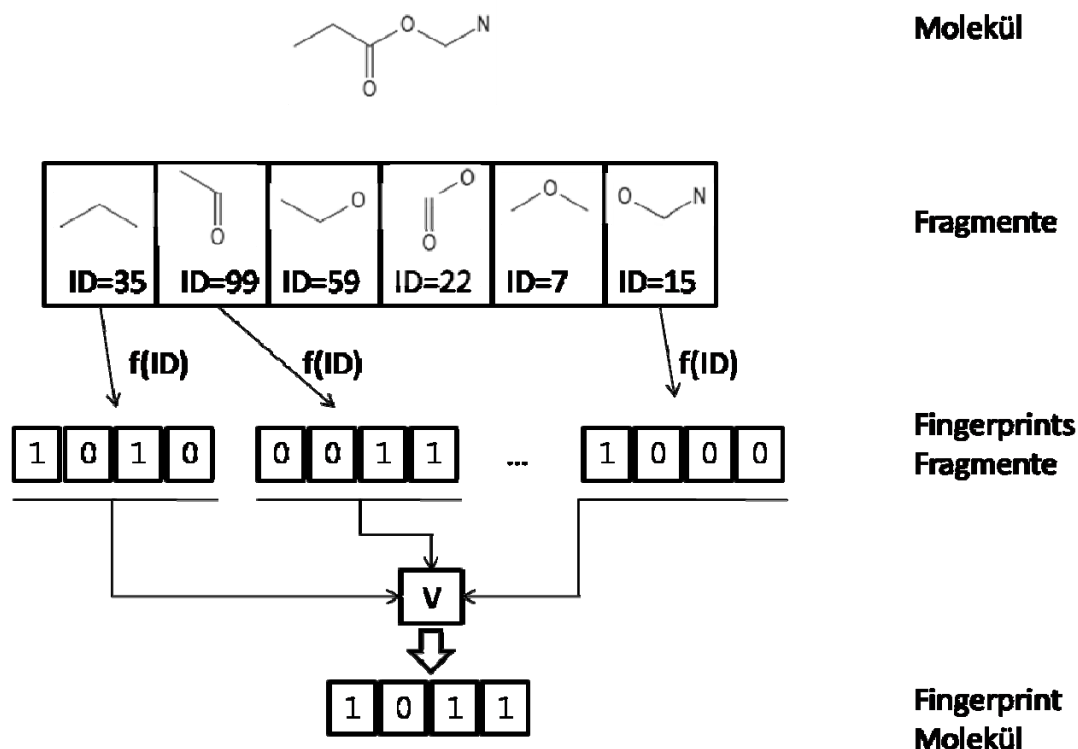 O N
O
Molekül
O O O O O O N
ID=35 ID=99 ID=59 ID=22 ID=7 ID=15
Fragmente
f(ID) f(ID) f(ID)
1 0 1 0 0 0 1 1 ... 1 0 0 0
Fingerprints
Fragmente
V
1 0 1 1
Fingerprint
Molekül